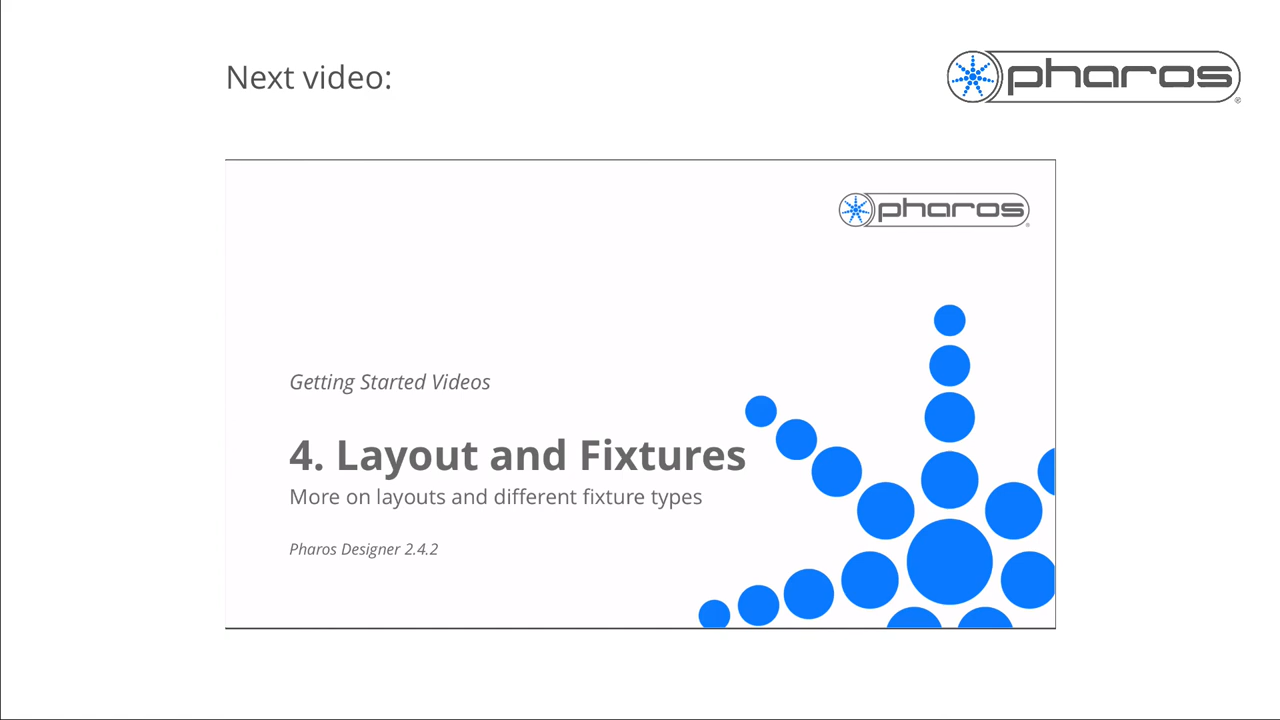 Next video:
pharos®
pharos®
Getting Started Videos
4. Layout and Fixtures
More on layouts and different fixture types
Pharos Designer 2.4.2